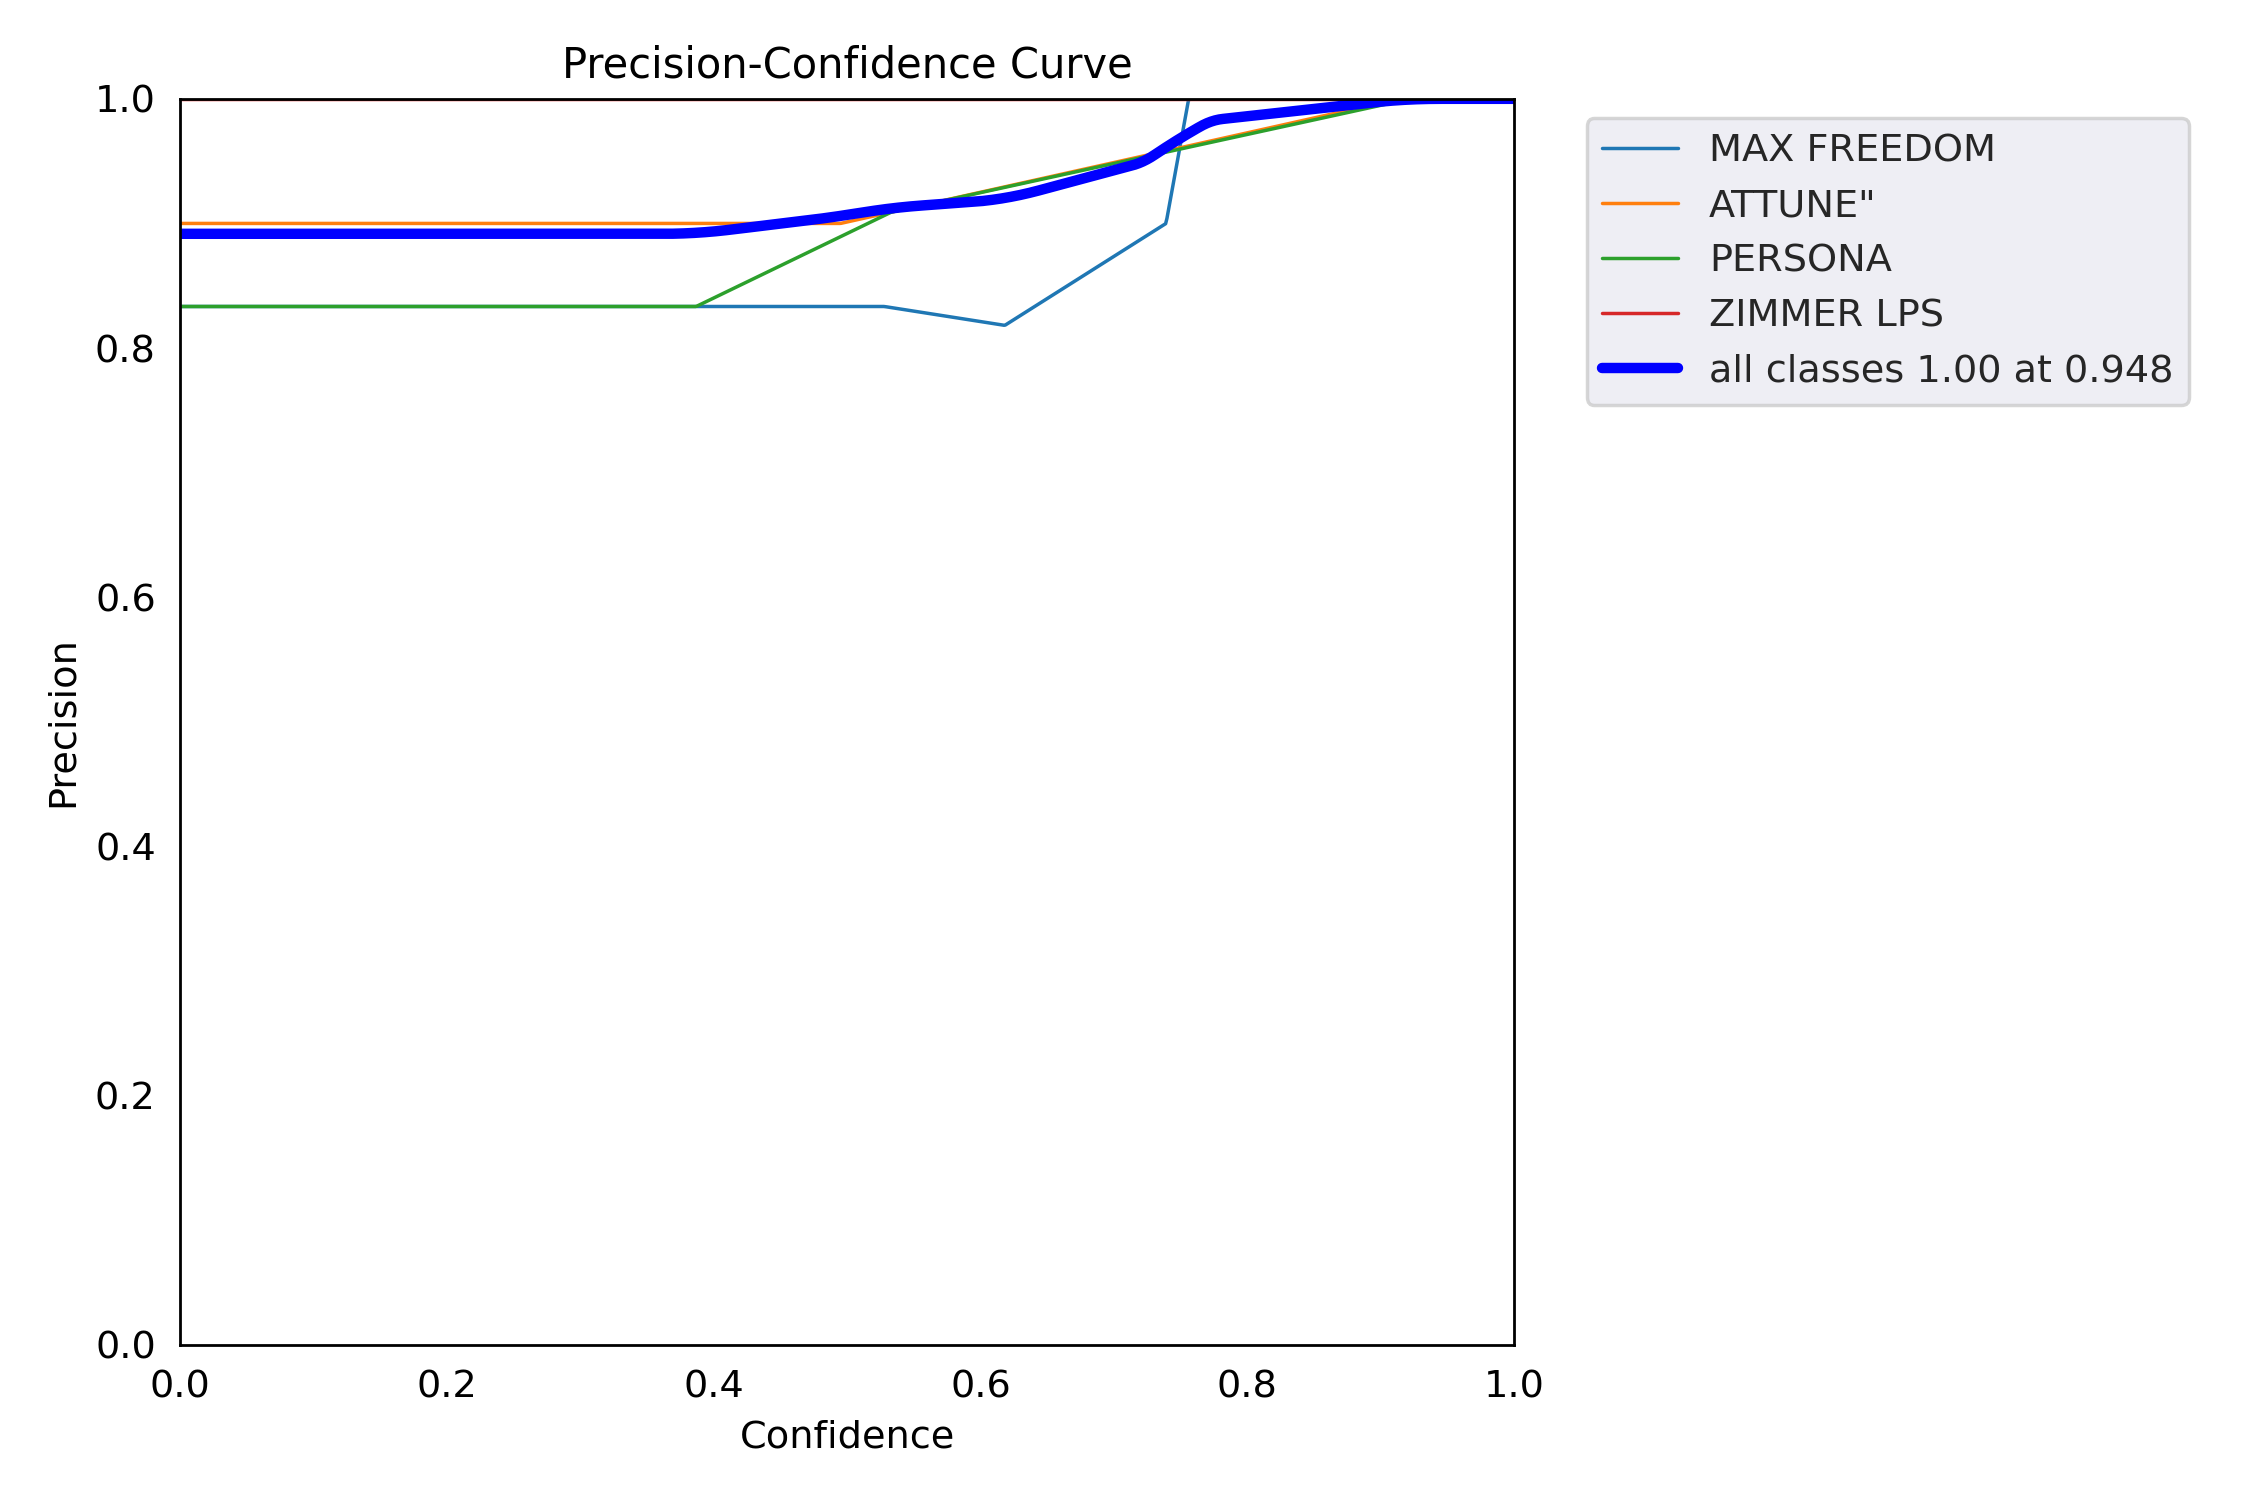 Precision-Confidence Curve
1.0
0.8
0.6
0.4
0.2
0.0
Precision
0.0 0.2 0.4 0.6 0.8 1.0
Confidence
MAX FREEDOM
ATTUNE"
PERSONA
ZIMMER LPS
all classes 1.00 at 0.948